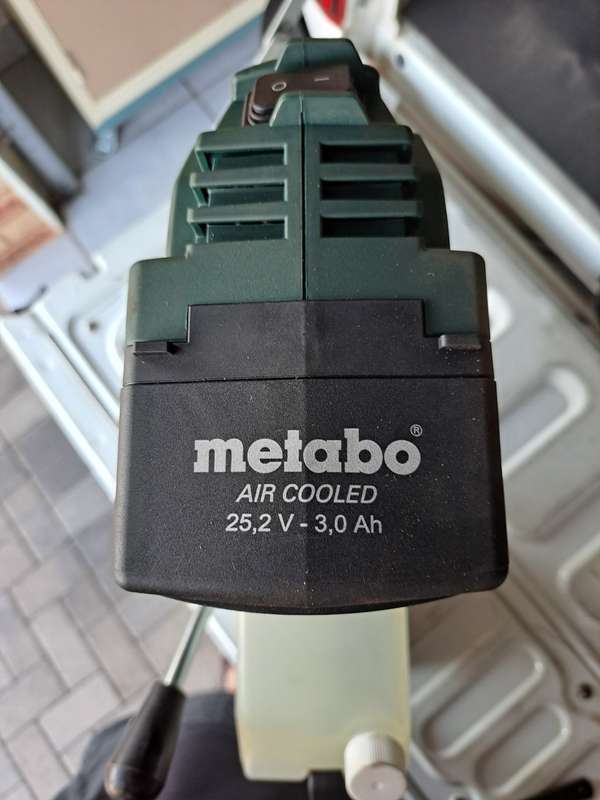 O I
metabo®
AIR COOLED
25,2 V - 3,0 Ah